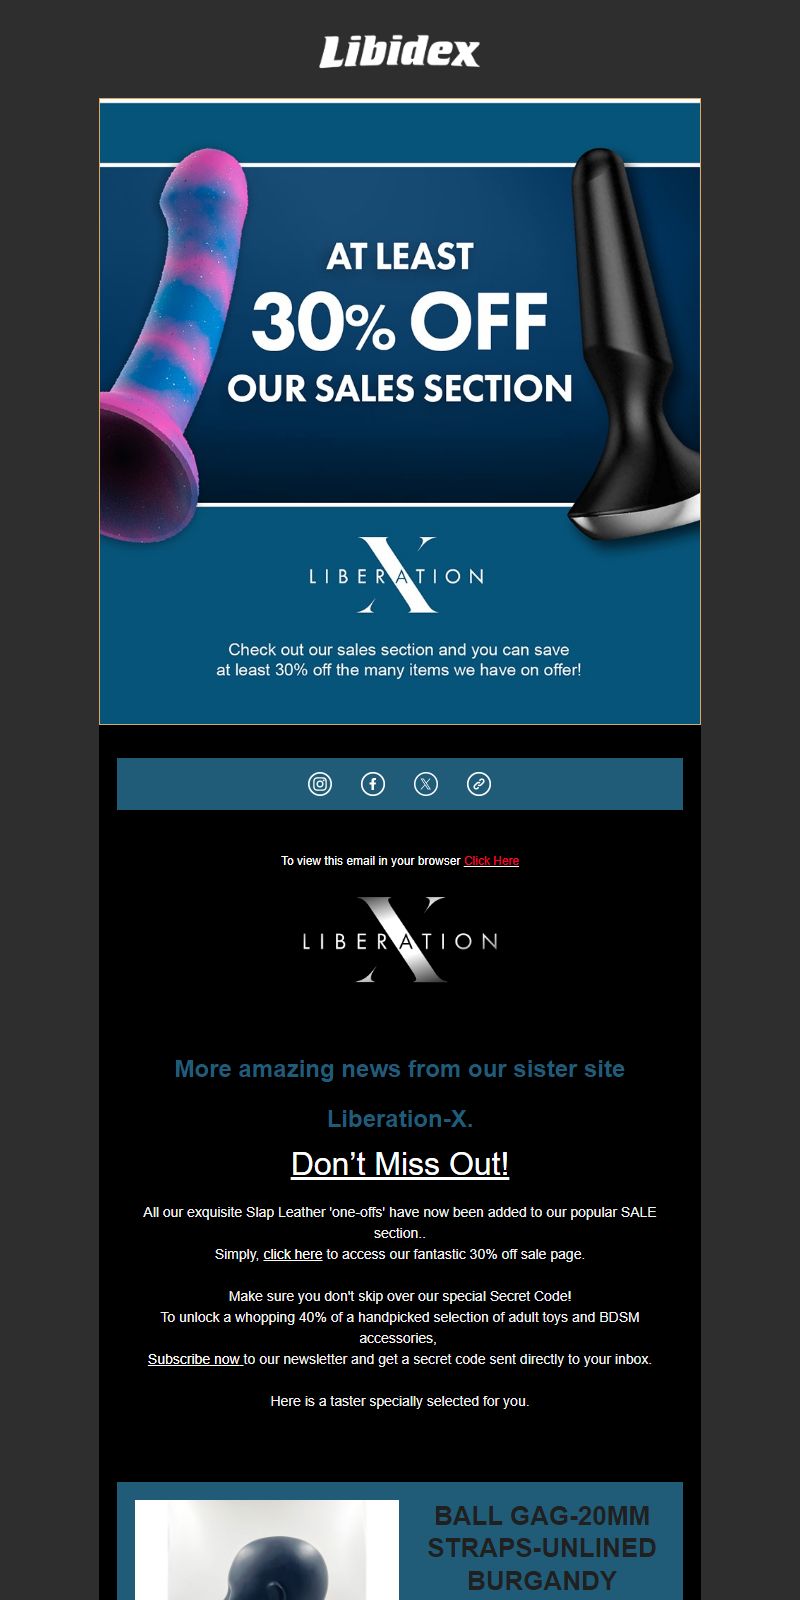 Libidex
AT LEAST
30% OFF
OUR SALES SECTION
LIBERATION
X
Check out our sales section and you can save
at least 30% off the many items we have on offer!
To view this email in your browser Click Here
LIBERATION
X
More amazing news from our sister site
Liberation-X.
Don’t Miss Out!
All our exquisite Slap Leather 'one-offs' have now been added to our popular SALE
section..
Simply, click here to access our fantastic 30% off sale page.
Make sure you don't skip over our special Secret Code!
To unlock a whopping 40% of a handpicked selection of adult toys and BDSM
accessories,
Subscribe now to our newsletter and get a secret code sent directly to your inbox.
Here is a taster specially selected for you.
BALL GAG-20MM
STRAPS-UNLINED
BURGANDY